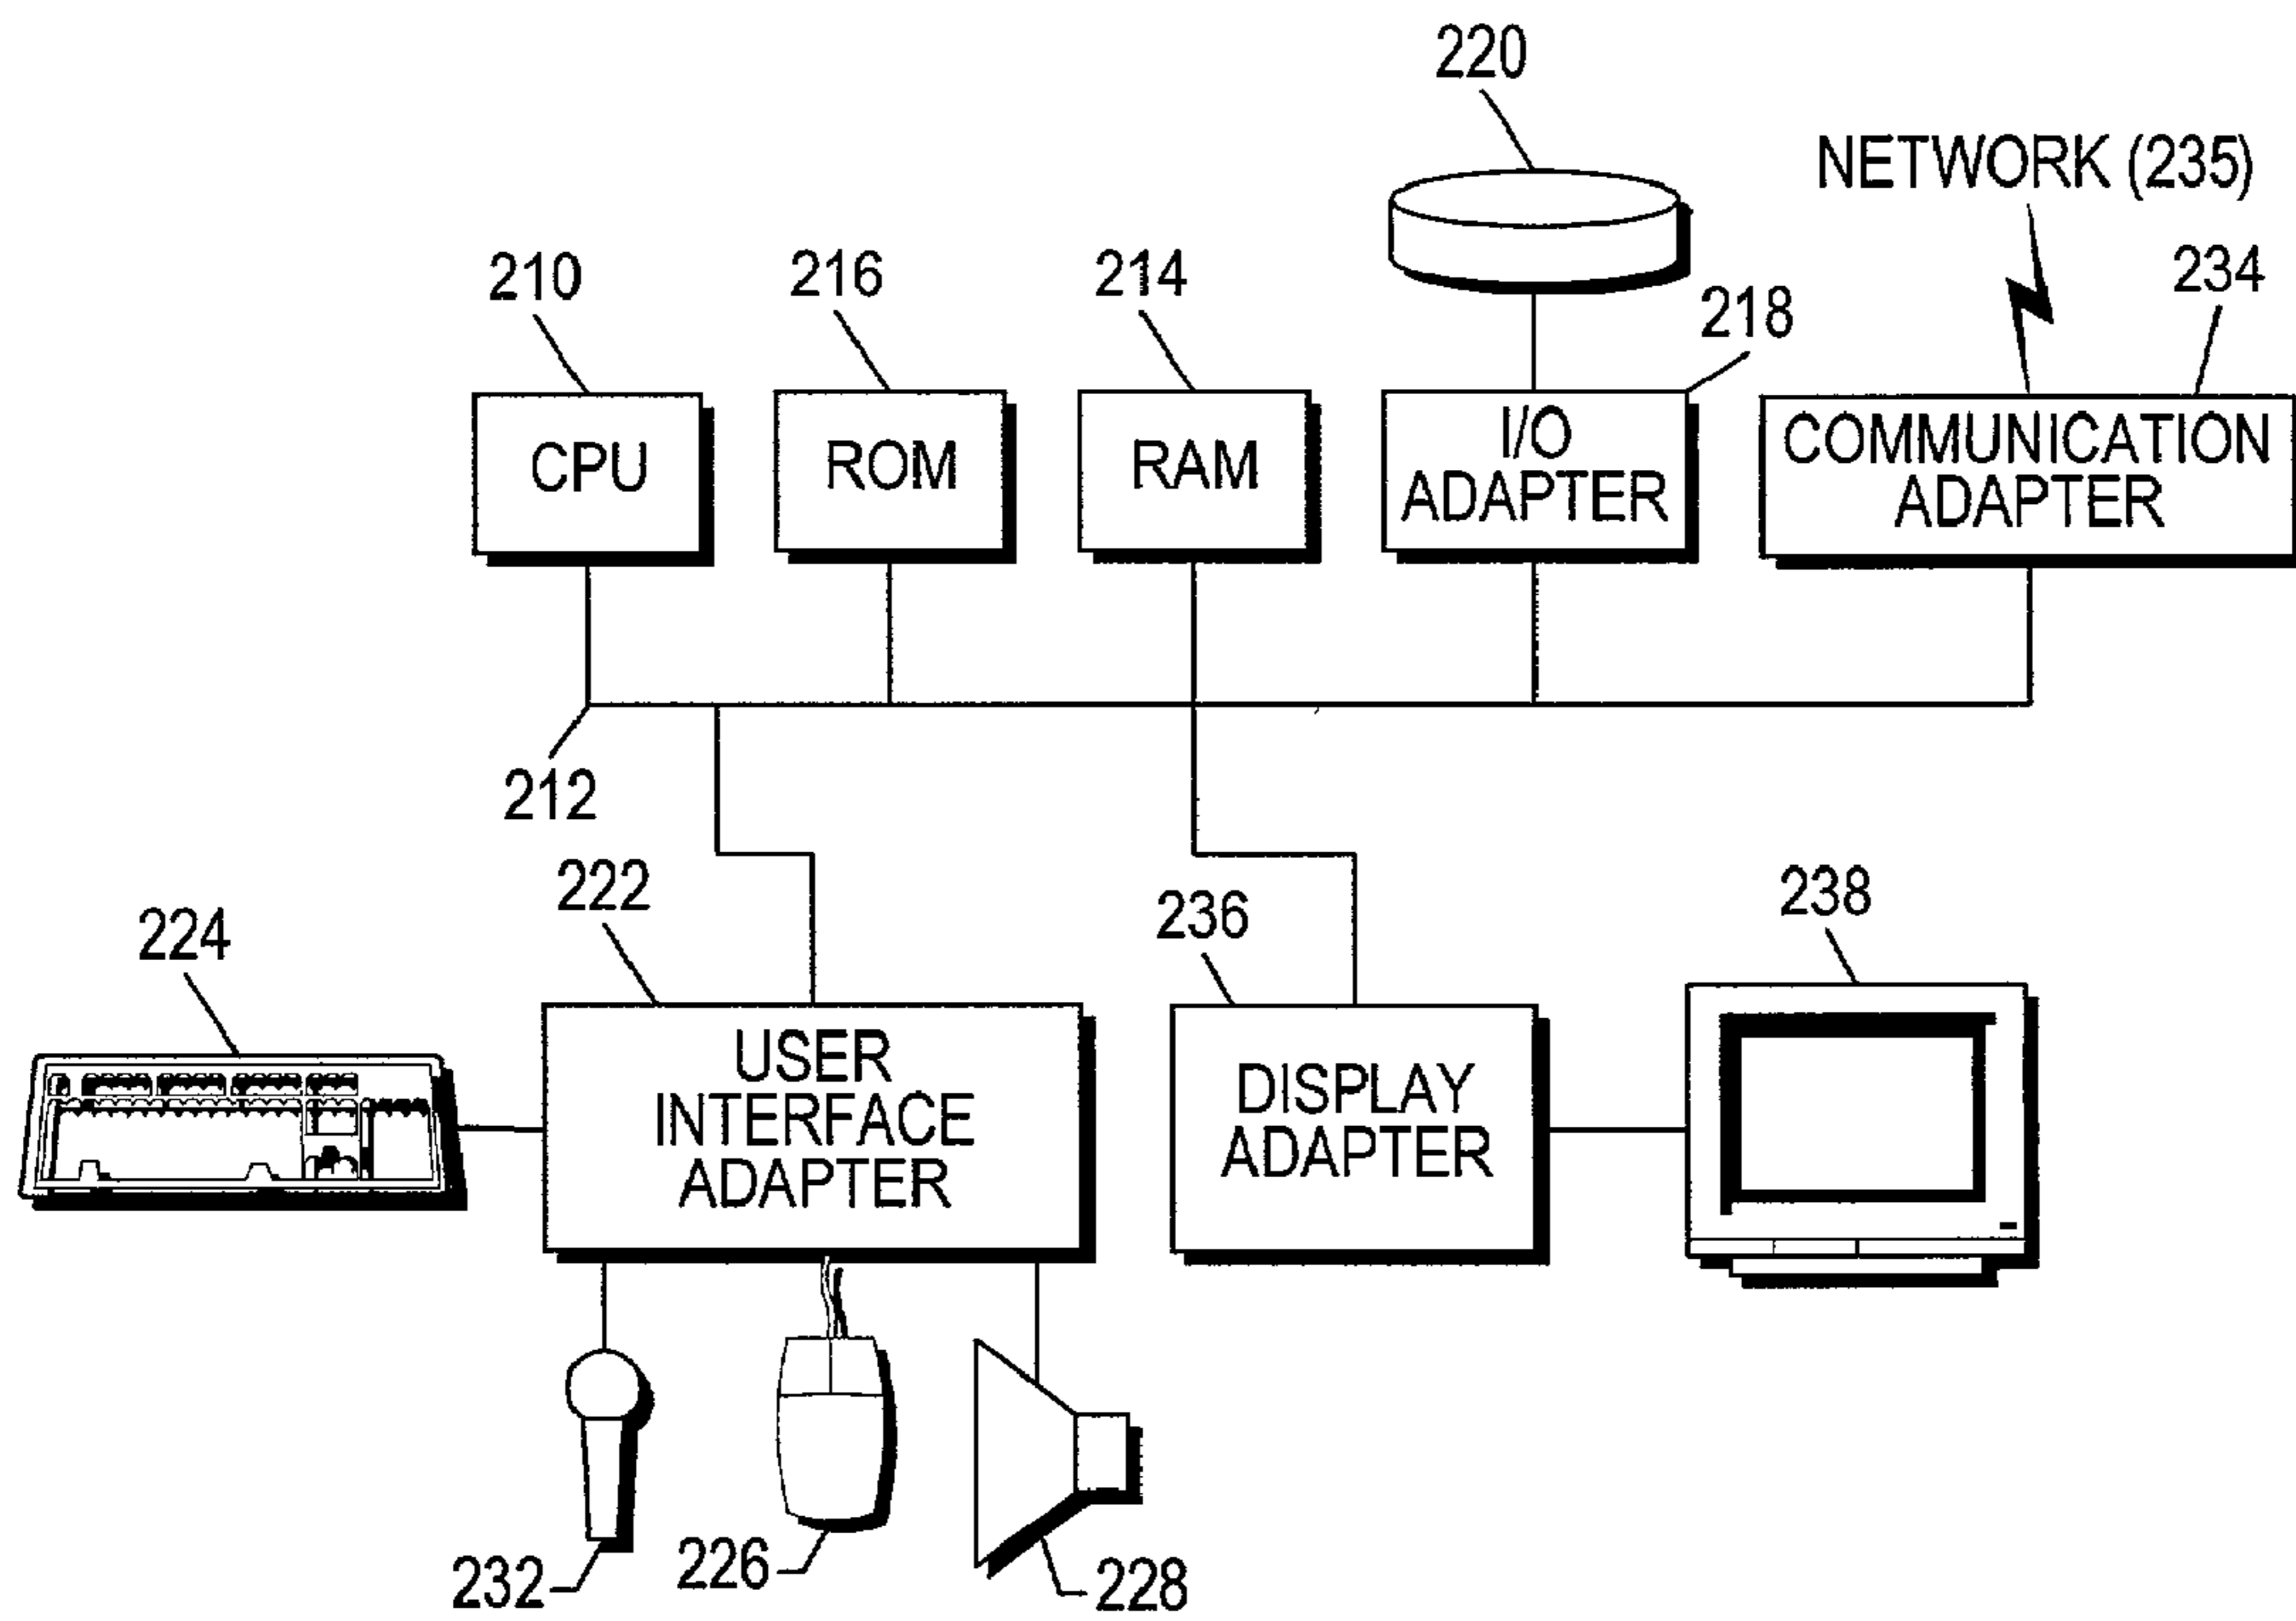 220
NETWORK (235)
210
216
214
218
234
CPU
ROM
RAM
I/O
ADAPTER
COMMUNICATION
ADAPTER
212
222
224
236
238
USER
INTERFACE
ADAPTER
DISPLAY
ADAPTER
232
226
228